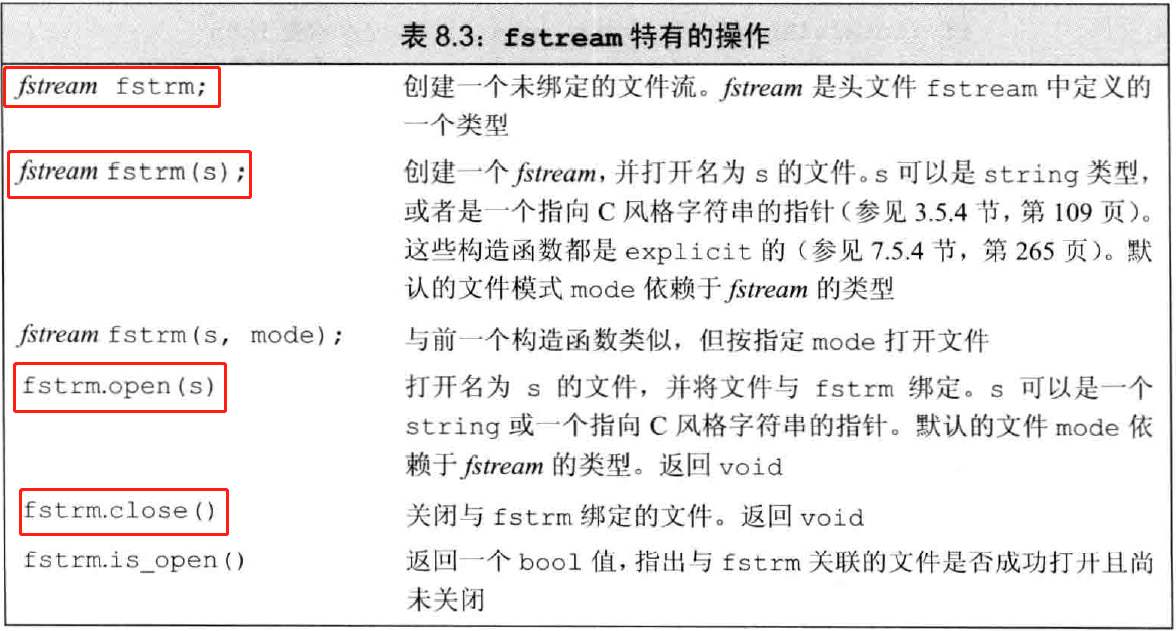 表 8.3：fstream 特有的操作
fstream fstrm; 创建一个未绑定的文件流。fstream 是头文件 fstream 中定义的
一个类型
fstream fstrm(s); 创建一个 fstream，并打开名为 s 的文件。s 可以是 string 类型，
或者是一个指向 C 风格字符串的指针（参见 3.5.4 节，第 109 页）。
这些构造函数都是 explicit 的（参见 7.5.4 节，第 265 页）。默
认的文件模式 mode 依赖于 fstream 的类型
fstream fstrm(s, mode); 与前一个构造函数类似，但按指定 mode 打开文件
fstrm.open(s) 打开名为 s 的文件，并将文件与 fstrm 绑定。s 可以是一个
string 或一个指向 C 风格字符串的指针。默认的文件 mode 依
赖于 fstream 的类型。返回 void
fstrm.close() 关闭与 fstrm 绑定的文件。返回 void
fstrm.is_open() 返回一个 bool 值，指出与 fstrm 关联的文件是否成功打开且尚
未关闭